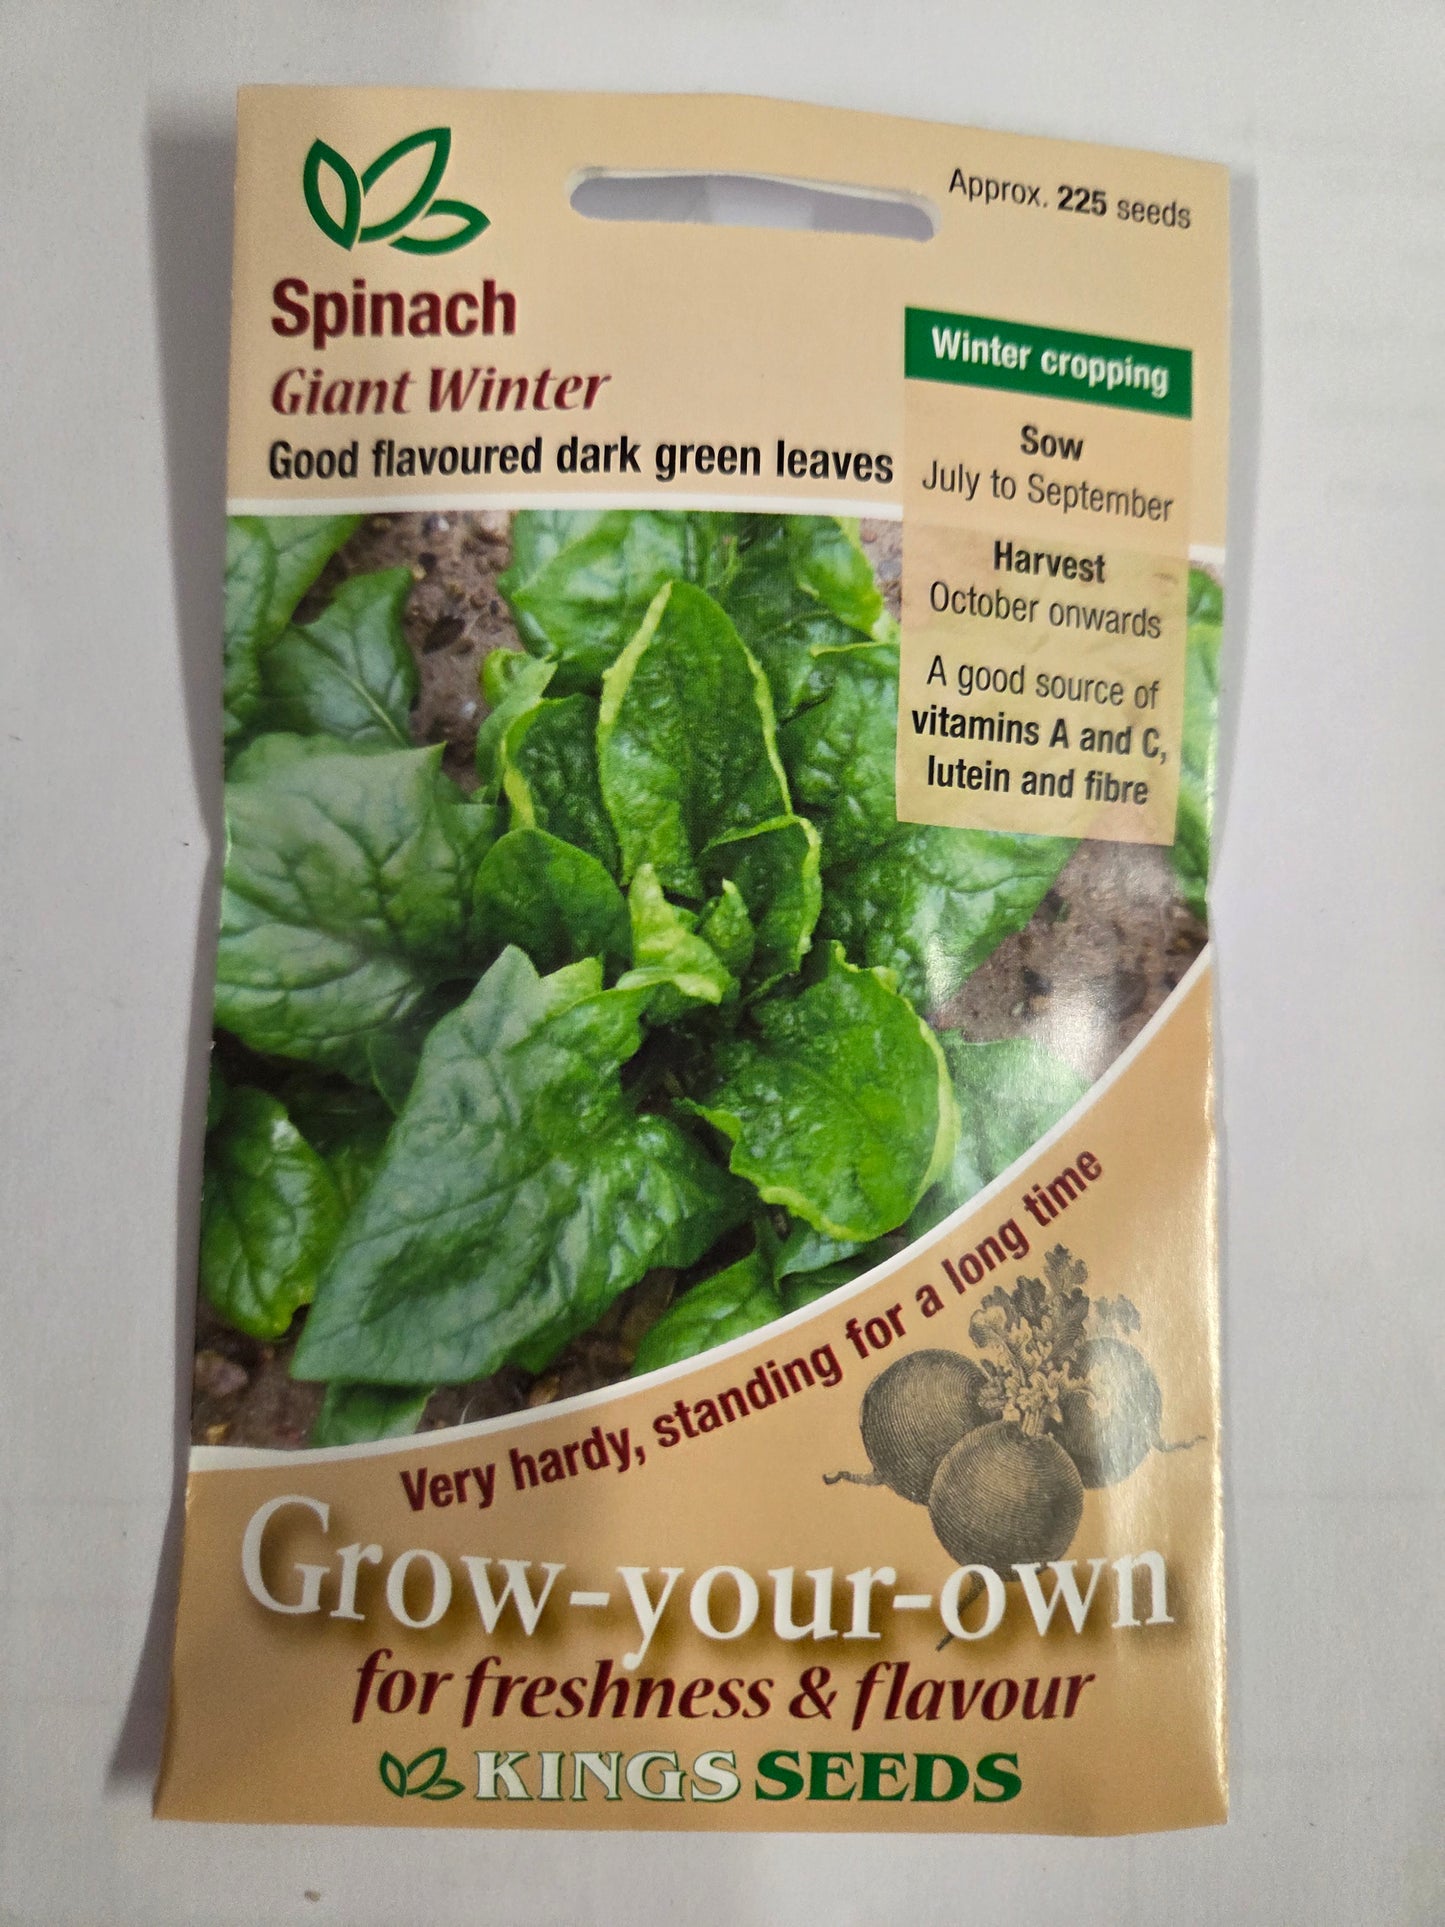 Approx. 225 seeds
Spinach
Giant Winter
Good flavoured dark green leaves
Winter cropping
Sow
July to September
Harvest
October onwards
A good source of
vitamins A and C,
lutein and fibre
Very hardy, standing for a long time
Grow-your-own
for freshness & flavour
KINGS SEEDS